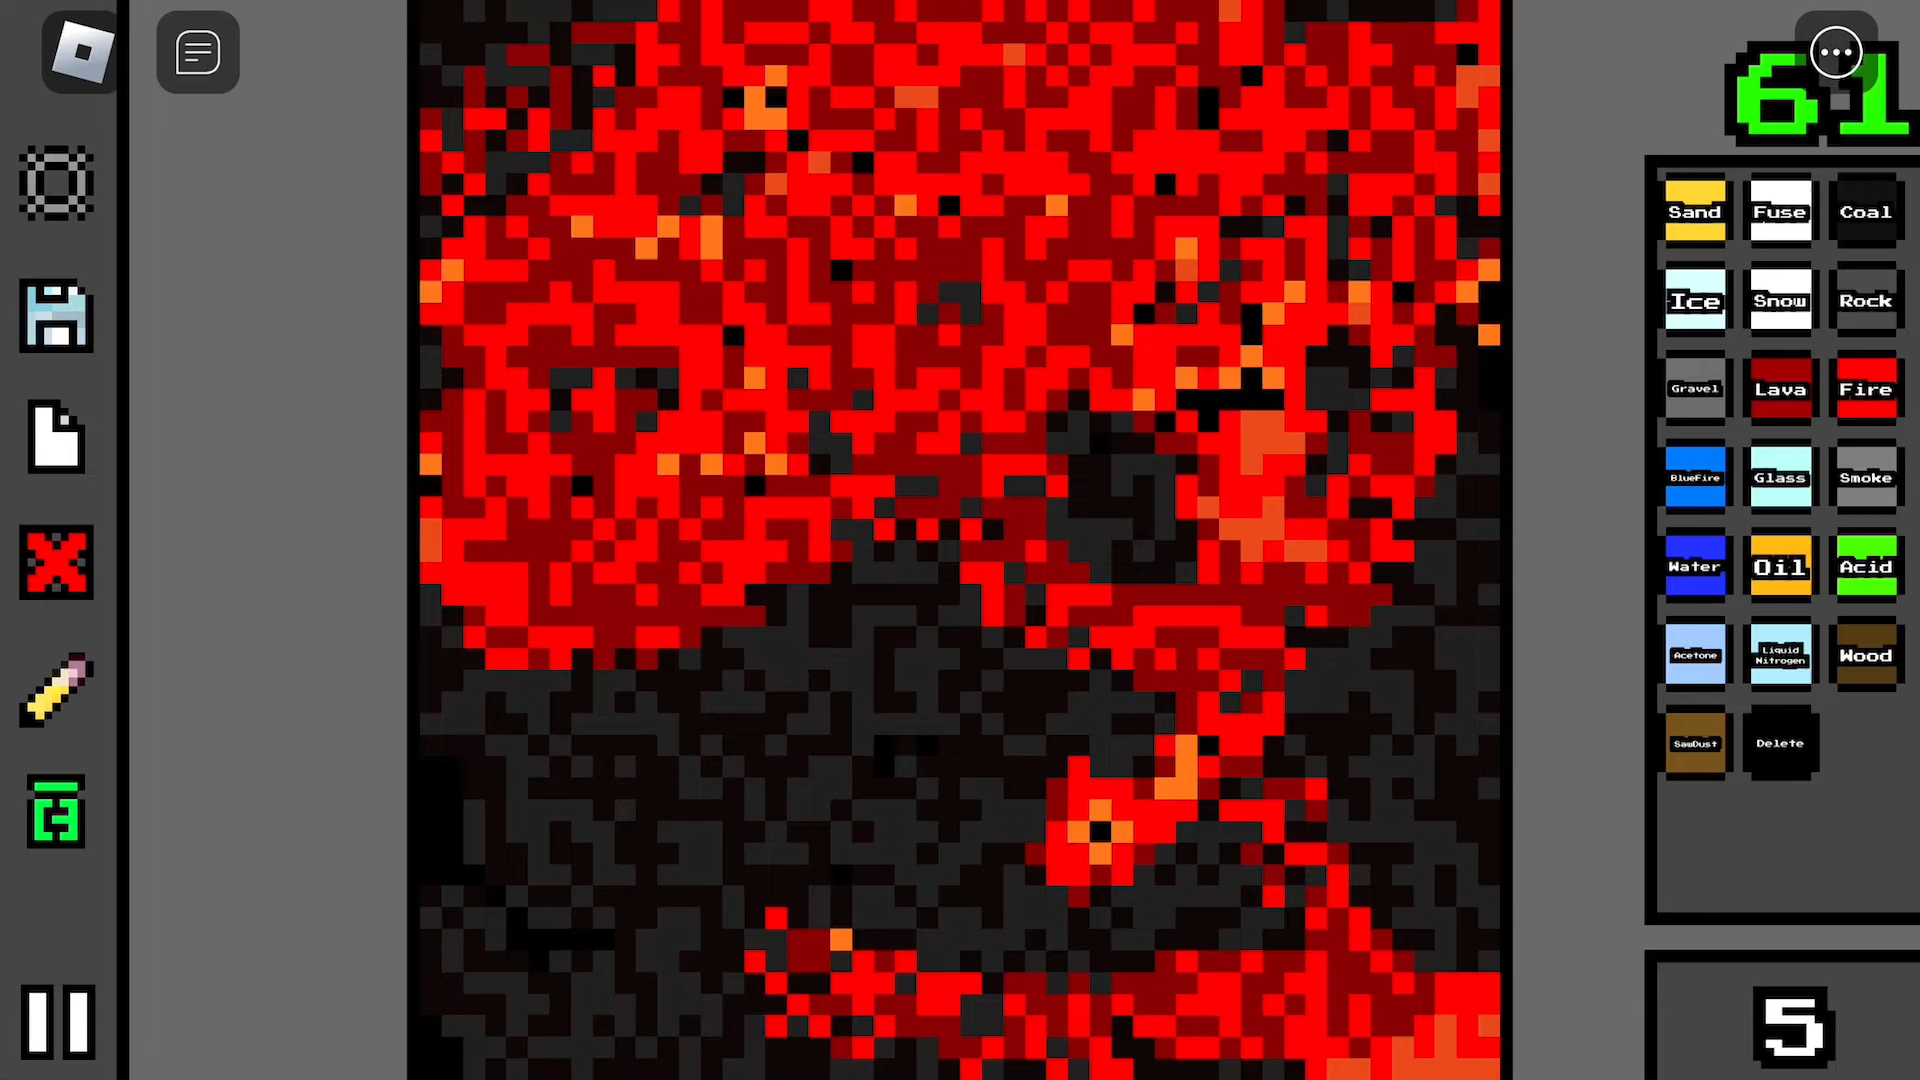 61
Sand Fuse Coal
Ice Snow Rock
Gravel Lava Fire
BlueFire Glass Smoke
Water Oil Acid
Acetone Liquid Nitrogen Wood
SawDust Delete
5